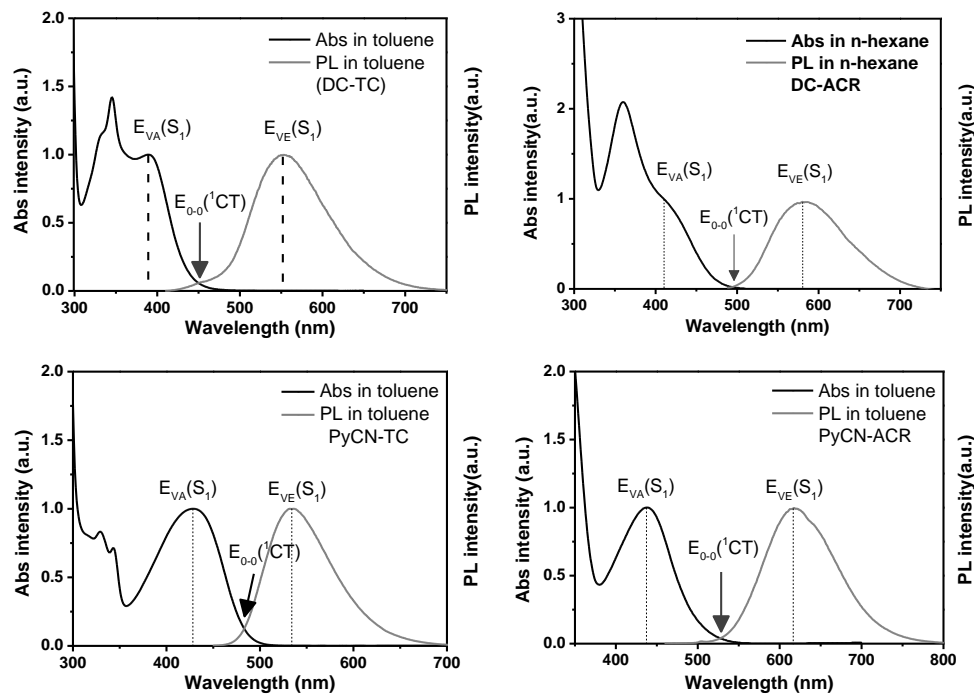 2.0
1.5
1.0
0.5
0.0
300 400 500 600 700
Wavelength (nm)
Abs intensity (a.u.)
PL intensity(a.u.)
Abs in toluene
PL in toluene
(DC-TC)
E_VA(S_1)
E_0-0(^1CT)
E_VE(S_1)
3
2
1
0
300 400 500 600 700
Wavelength (nm)
Abs intensity (a.u.)
PL intensity(a.u.)
Abs in n-hexane
PL in n-hexane
DC-ACR
E_VA(S_1)
E_0-0(^1CT)
E_VE(S_1)
2.0
1.5
1.0
0.5
0.0
300 400 500 600 700
Wavelength (nm)
Abs intensity (a.u.)
PL intensity (a.u.)
Abs in toluene
PL in toluene
PyCN-TC
E_VA(S_1)
E_VE(S_1)
E_0-0(^1CT)
2.0
1.5
1.0
0.5
0.0
400 500 600 700 800
Wavelength (nm)
Abs intensity (a.u.)
PL intensity (a.u.)
Abs in toluene
PL in toluene
PyCN-ACR
E_VA(S_1)
E_0-0(^1CT)
E_VE(S_1)